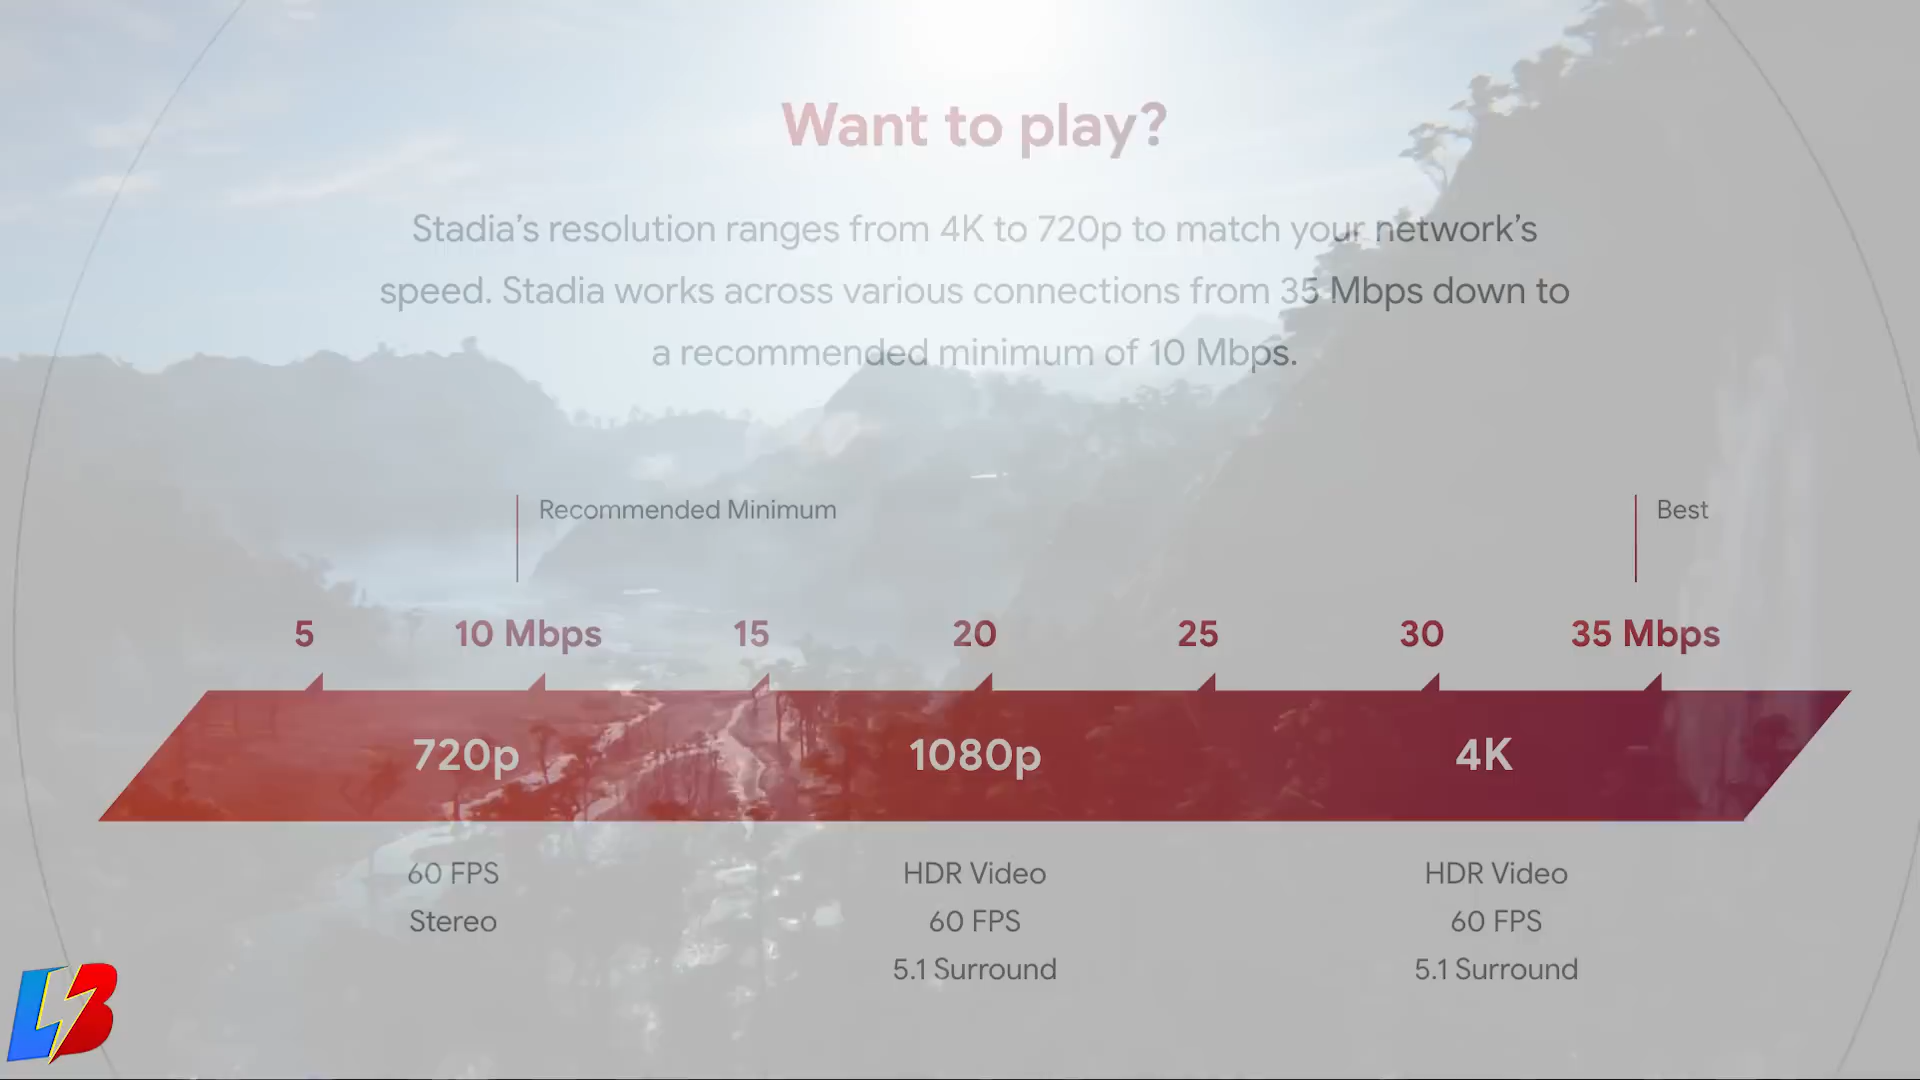 Want to play?
Stadia’s resolution ranges from 4K to 720p to match your network’s
speed. Stadia works across various connections from 35 Mbps down to
a recommended minimum of 10 Mbps.
Recommended Minimum
Best
5
10 Mbps
15
20
25
30
35 Mbps
720p
1080p
4K
60 FPS
Stereo
HDR Video
60 FPS
5.1 Surround
HDR Video
60 FPS
5.1 Surround
LB